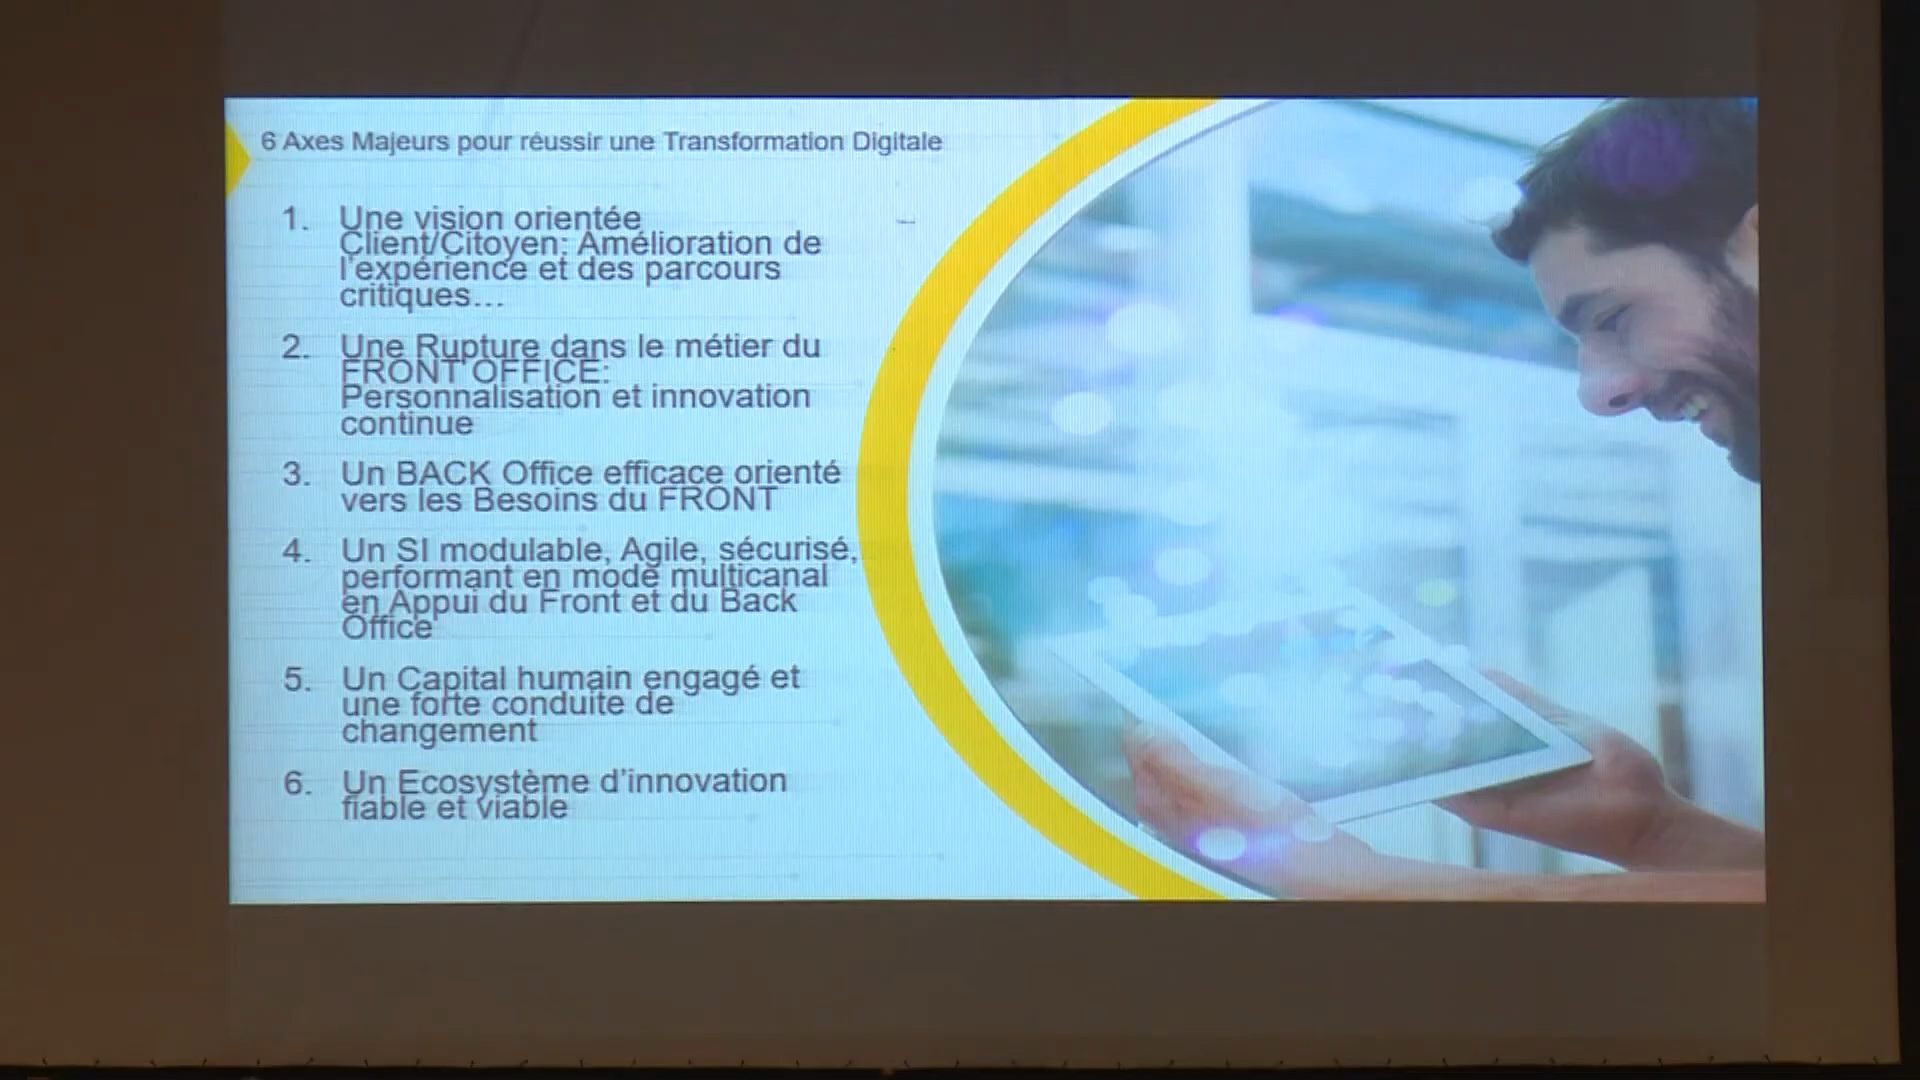 6 Axes Majeurs pour réussir une Transformation Digitale
1. Une vision orientée
Client/Citoyen: Amélioration de
l'expérience et des parcours
critiques...
2. Une Rupture dans le métier du
FRONT OFFICE:
Personnalisation et innovation
continue
3. Un BACK Office efficace orienté
vers les Besoins du FRONT
4. Un SI modulable, Agile, sécurisé,
performant en mode multicanal
en Appui du Front et du Back
Office
5. Un Capital humain engagé et
une forte conduite de
changement
6. Un Ecosystème d'innovation
fiable et viable